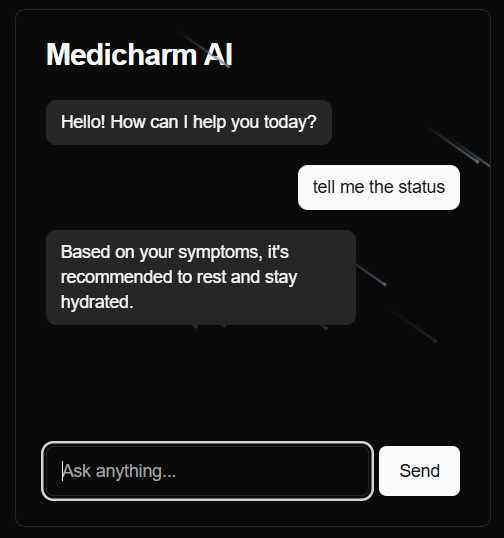 Medicharm AI
Hello! How can I help you today?
tell me the status
Based on your symptoms, it's
recommended to rest and stay
hydrated.
Ask anything...
Send